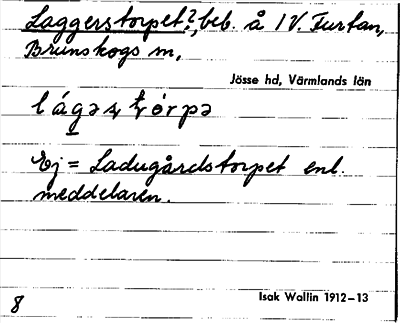 Laggerstorpet?, beb. å IV. Furtan,
Brunskogs sn,
Jösse hd, Värmlands län
lágəʂ ʈórpə
Ej = Ladugårdstorpet enl.
meddelaren.
8
Isak Wallin 1912–13